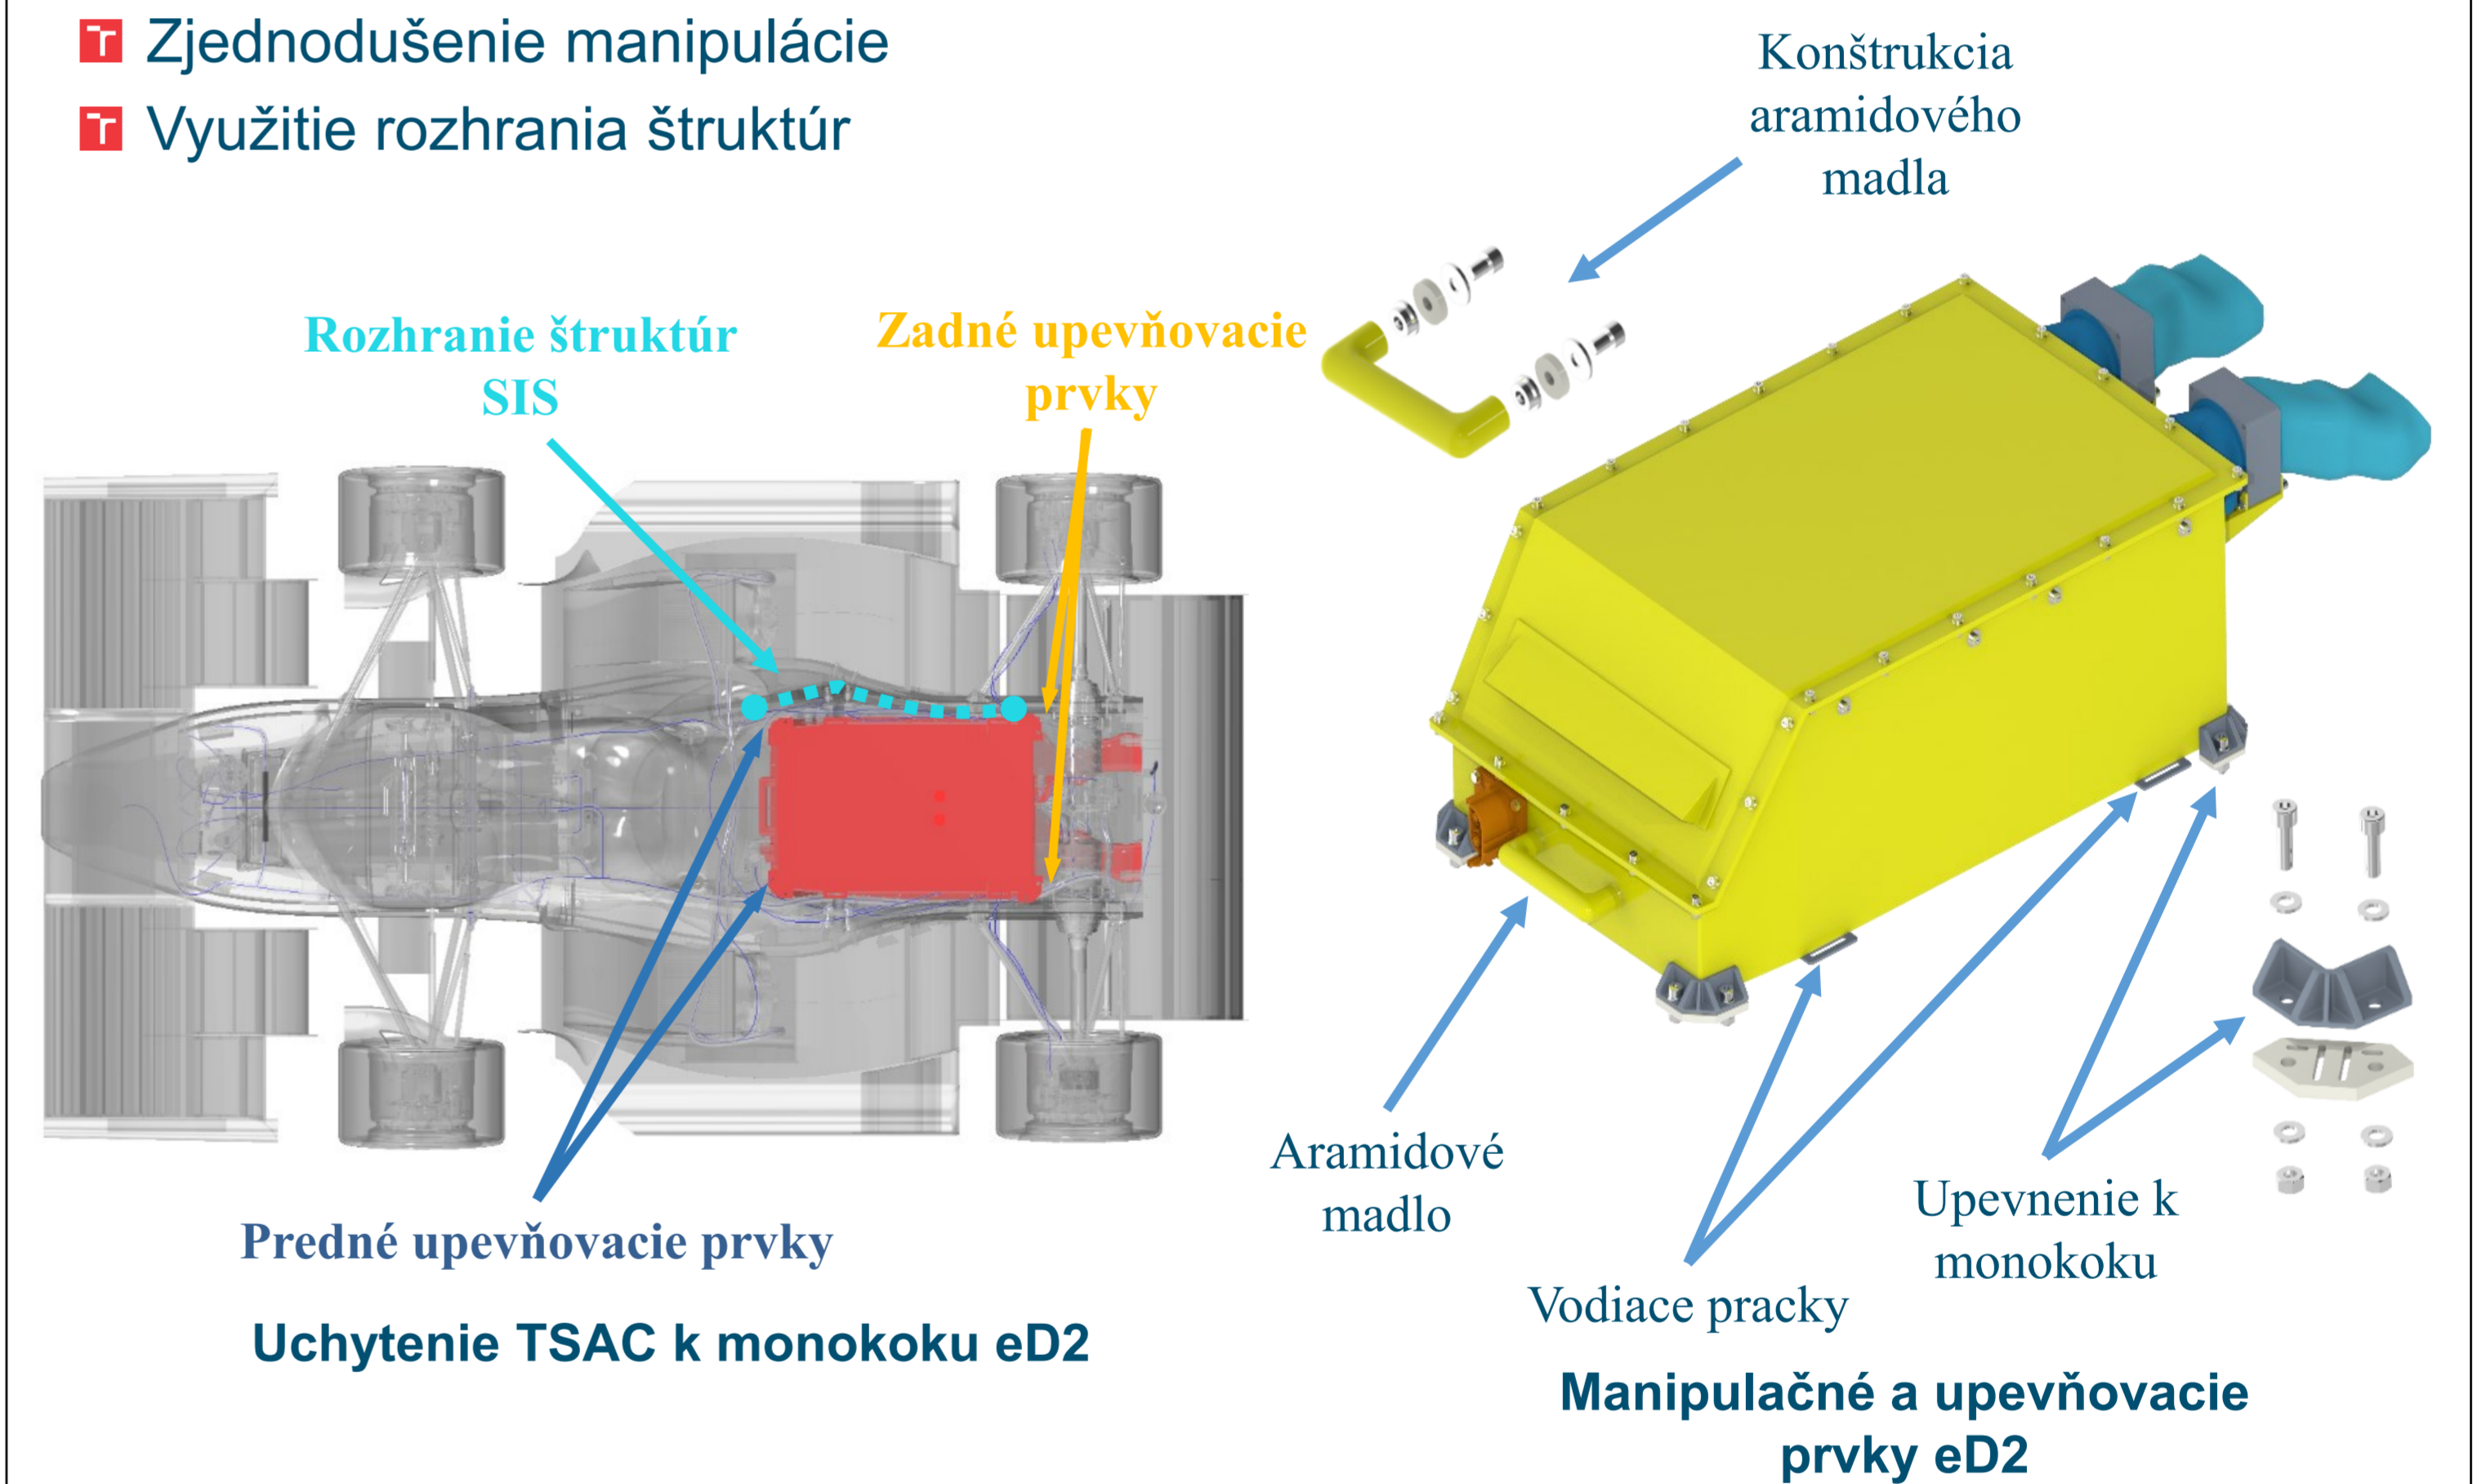 Zjednodušenie manipulácie
Využitie rozhrania štruktúr
Konštrukcia
aramidového
madla
Rozhranie štruktúr
SIS
Zadné upevňovacie
prvky
Predné upevňovacie prvky
Uchytenie TSAC k monokoku eD2
Aramidové
madlo
Vodiace pracky
Upevnenie k
monokoku
Manipulačné a upevňovacie
prvky eD2